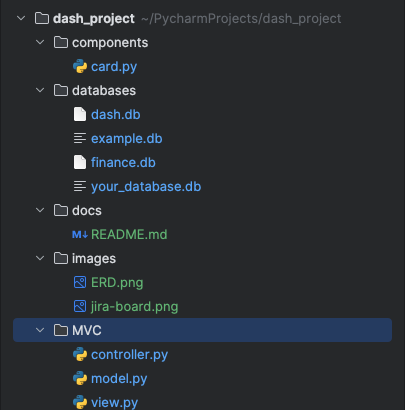 dash_project ~/PycharmProjects/dash_project
components
card.py
databases
dash.db
example.db
finance.db
your_database.db
docs
M↓ README.md
images
ERD.png
jira-board.png
MVC
controller.py
model.py
view.py